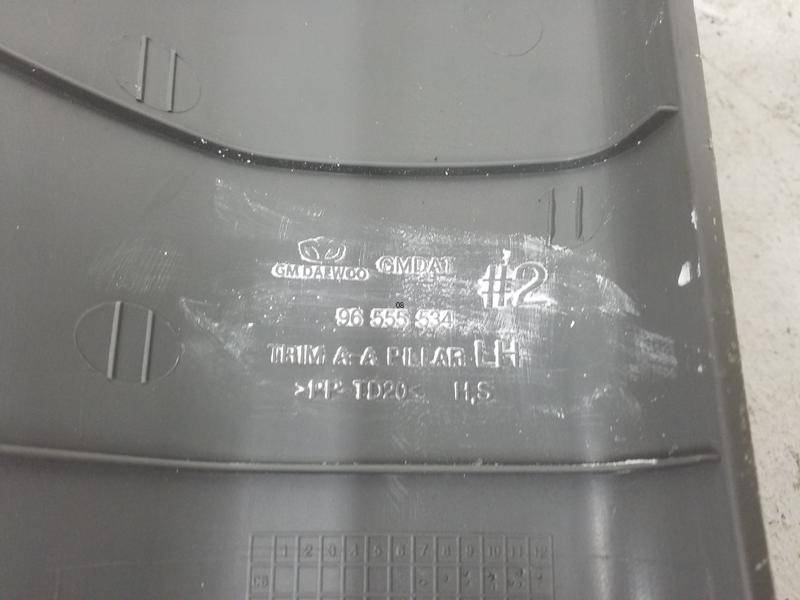 GM DAEWOO GMDAT #2
08
96 555 534
TRIM A-A PILLAR LH
>PP-TD20< H,S
1 2 3 4 5 6 7 8 9 10 11 12